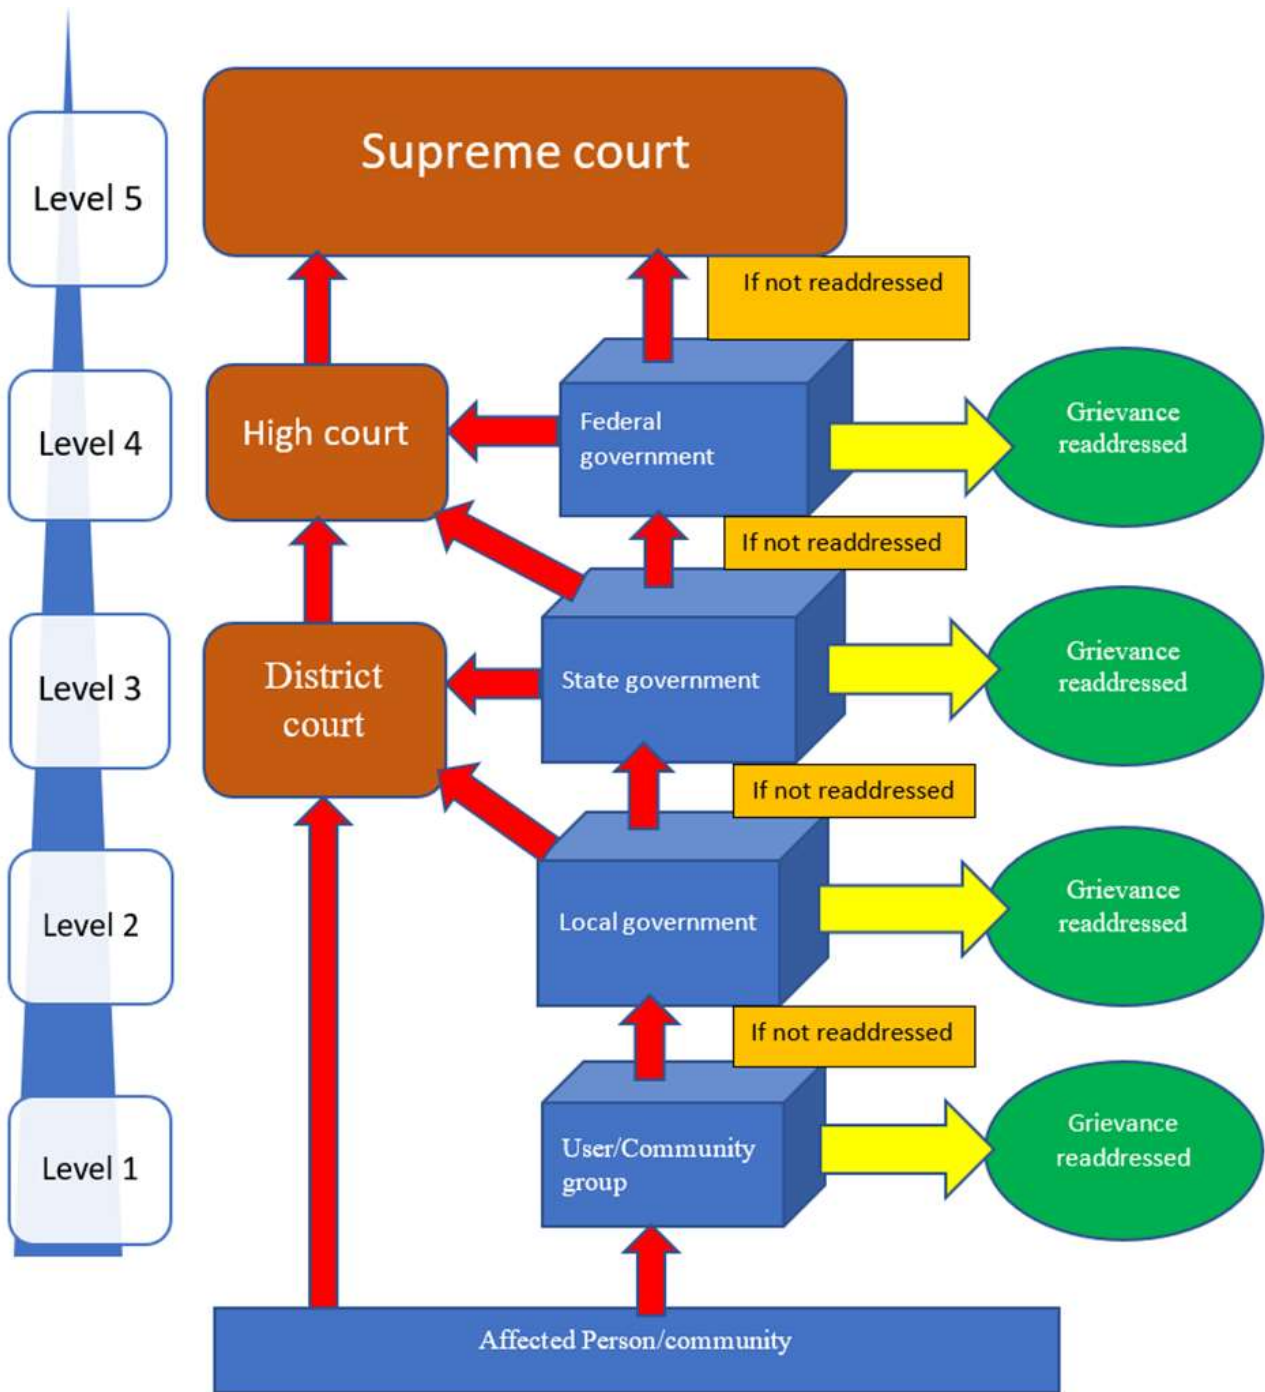 Supreme court
Level 5
If not readdressed
Level 4
High court
Federal
government
Grievance
readdressed
If not readdressed
Level 3
District
court
State government
Grievance
readdressed
If not readdressed
Level 2
Local government
Grievance
readdressed
If not readdressed
Level 1
User/Community
group
Grievance
readdressed
Affected Person/community